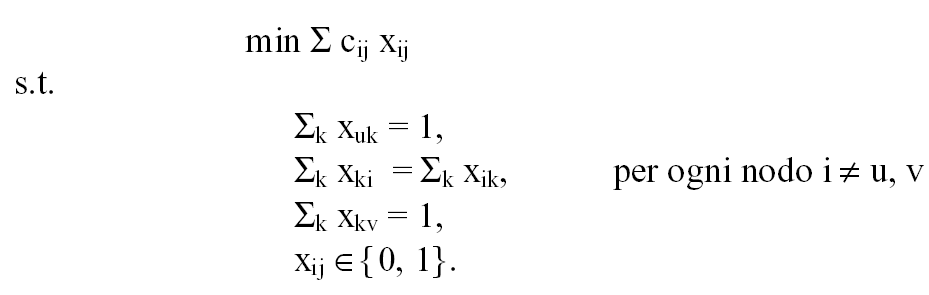 min Σ cᵢⱼ xᵢⱼ
s.t.
Σₖ xᵤₖ = 1,
Σₖ xₖᵢ = Σₖ xᵢₖ, per ogni nodo i ≠ u, v
Σₖ xₖᵥ = 1,
xᵢⱼ ∈ {0, 1}.